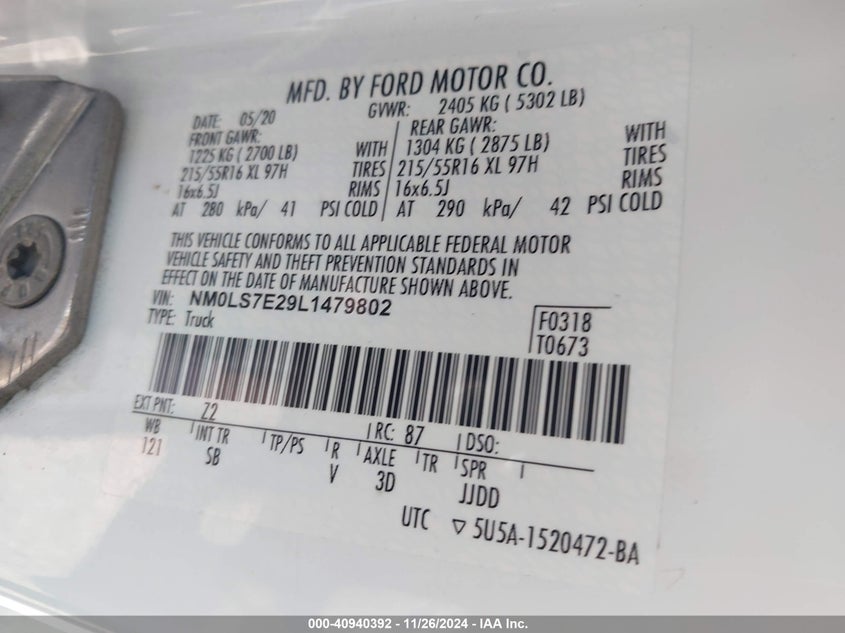 MFD. BY FORD MOTOR CO.
DATE: 05/20 GVWR: 2405 KG ( 5302 LB)
FRONT GAWR: REAR GAWR:
1225 KG ( 2700 LB) WITH 1304 KG ( 2875 LB) WITH
215/55R16 XL 97H TIRES 215/55R16 XL 97H TIRES
16x6.5J RIMS 16x6.5J RIMS
AT 280 kPa/ 41 PSI COLD AT 290 kPa/ 42 PSI COLD
THIS VEHICLE CONFORMS TO ALL APPLICABLE FEDERAL MOTOR
VEHICLE SAFETY AND THEFT PREVENTION STANDARDS IN
EFFECT ON THE DATE OF MANUFACTURE SHOWN ABOVE.
VIN: NM0LS7E29L1479802 F0318
TYPE: Truck T0673
EXT PNT: Z2 RC: 87 DSO:
WB INT TR TP/PS R AXLE TR SPR
121 SB V 3D JJDD
UTC ▽ 5U5A-1520472-BA
000-40940392 - 11/26/2024 - IAA Inc.